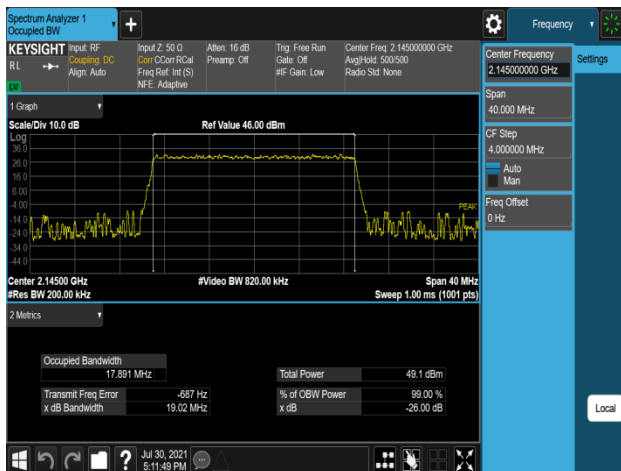 Spectrum Analyzer 1
Occupied BW
Frequency
KEYSIGHT
RL
Input: RF
Coupling: DC
Align: Auto
Input Z: 50 Ω
Corr CCorr RCal
Freq Ref: Int (S)
NFE: Adaptive
Atten: 16 dB
Preamp: Off
Trig: Free Run
Gate: Off
#IF Gain: Low
Center Freq: 2.145000000 GHz
Avg|Hold: 500/500
Radio Std: None
Center Frequency
2.145000000 GHz
Settings
Span
40.000 MHz
CF Step
4.000000 MHz
Auto
Man
Freq Offset
0 Hz
Local
1 Graph
Scale/Div 10.0 dB
Ref Value 46.00 dBm
Log
36.0
26.0
16.0
6.00
-4.00
-14.0
-24.0
-34.0
-44.0
PEAK
Center 2.14500 GHz
#Video BW 820.00 kHz
Span 40 MHz
#Res BW 200.00 kHz
Sweep 1.00 ms (1001 pts)
2 Metrics
Occupied Bandwidth
17.891 MHz
Total Power 49.1 dBm
Transmit Freq Error -687 Hz
% of OBW Power 99.00 %
x dB Bandwidth 19.02 MHz
x dB -26.00 dB
Jul 30, 2021
5:11:49 PM